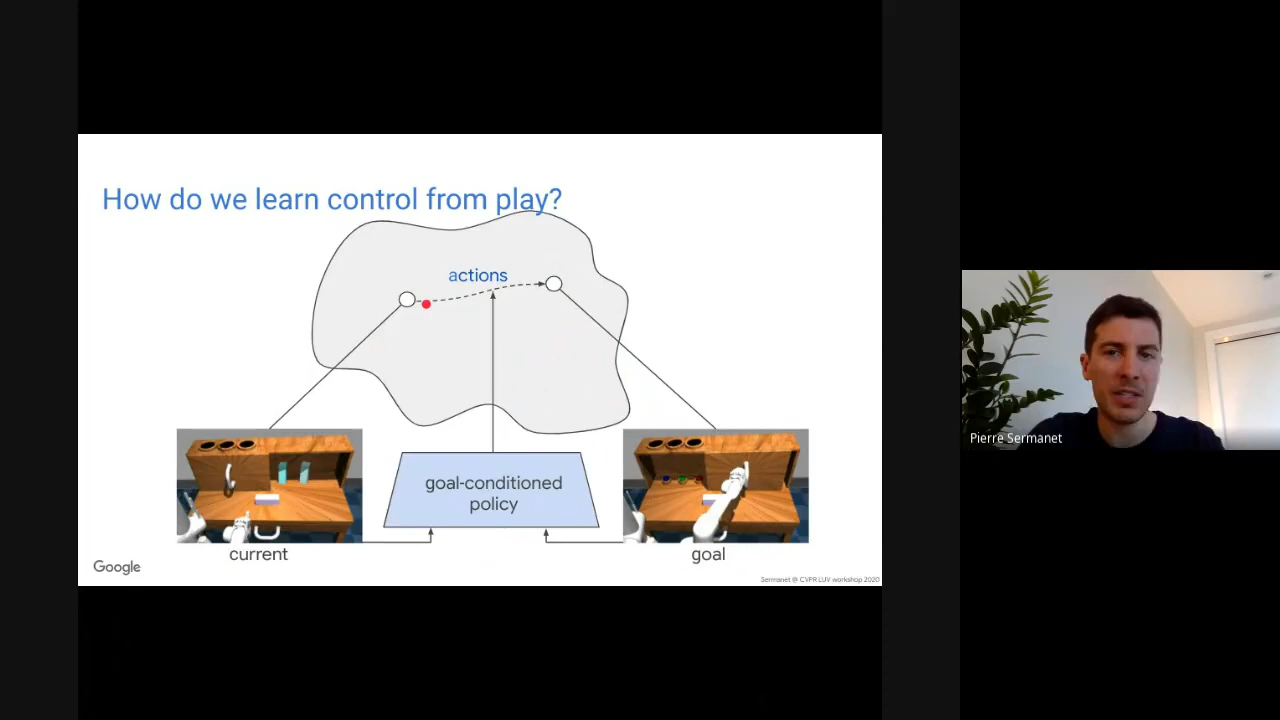 How do we learn control from play?
actions
goal-conditioned
policy
current
goal
Google
Sermanet @ CVPR LUV workshop 2020
Pierre Sermanet